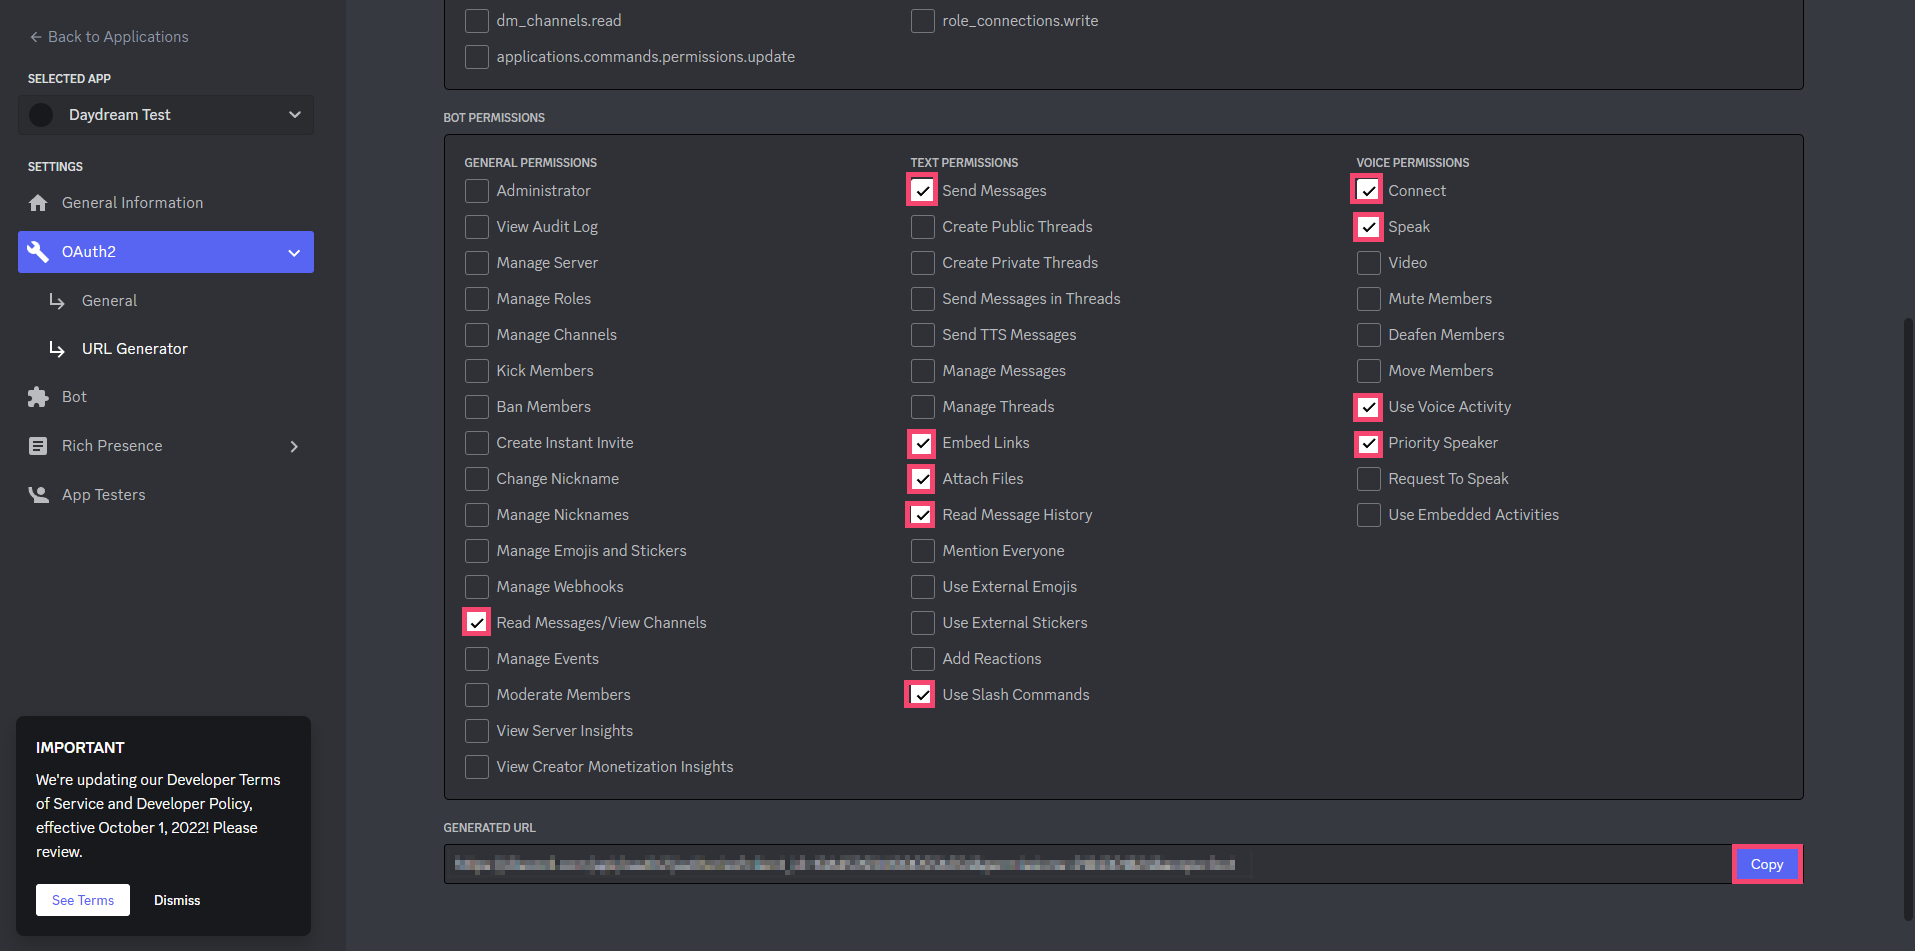 ← Back to Applications
SELECTED APP
Daydream Test
SETTINGS
General Information
OAuth2
General
URL Generator
Bot
Rich Presence
App Testers
IMPORTANT
We're updating our Developer Terms
of Service and Developer Policy,
effective October 1, 2022! Please
review.
See Terms
Dismiss
dm_channels.read
role_connections.write
applications.commands.permissions.update
BOT PERMISSIONS
GENERAL PERMISSIONS
Administrator
View Audit Log
Manage Server
Manage Roles
Manage Channels
Kick Members
Ban Members
Create Instant Invite
Change Nickname
Manage Nicknames
Manage Emojis and Stickers
Manage Webhooks
Read Messages/View Channels
Manage Events
Moderate Members
View Server Insights
View Creator Monetization Insights
TEXT PERMISSIONS
Send Messages
Create Public Threads
Create Private Threads
Send Messages in Threads
Send TTS Messages
Manage Messages
Manage Threads
Embed Links
Attach Files
Read Message History
Mention Everyone
Use External Emojis
Use External Stickers
Add Reactions
Use Slash Commands
VOICE PERMISSIONS
Connect
Speak
Video
Mute Members
Deafen Members
Move Members
Use Voice Activity
Priority Speaker
Request To Speak
Use Embedded Activities
GENERATED URL
Copy